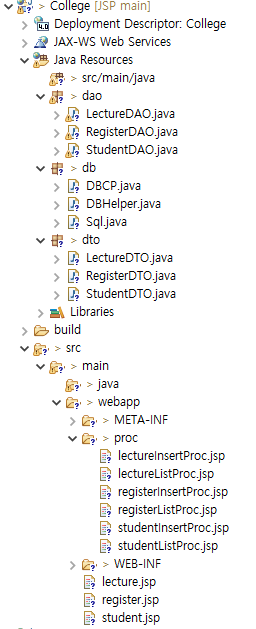 > College [JSP main]
> Deployment Descriptor: College
JAX-WS Web Services
> Java Resources
> src/main/java
> dao
LectureDAO.java
RegisterDAO.java
StudentDAO.java
> db
DBCP.java
DBHelper.java
Sql.java
> dto
LectureDTO.java
RegisterDTO.java
StudentDTO.java
Libraries
build
> src
> main
> java
> webapp
> META-INF
> proc
lectureInsertProc.jsp
lectureListProc.jsp
registerInsertProc.jsp
registerListProc.jsp
studentInsertProc.jsp
studentListProc.jsp
> WEB-INF
lecture.jsp
register.jsp
student.jsp